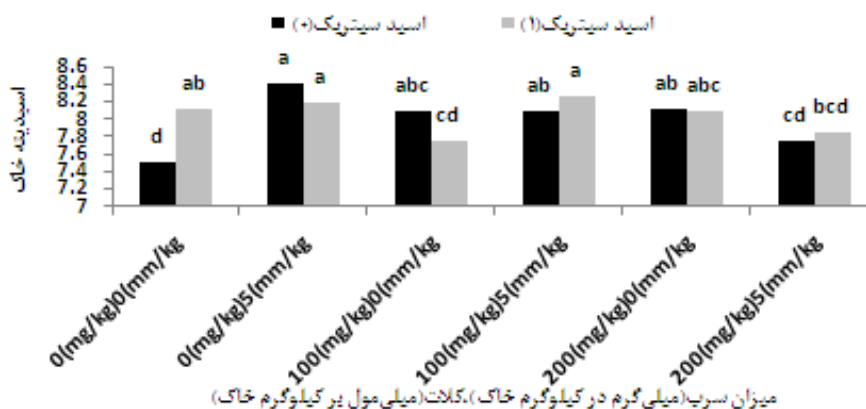 اسید سیتریک(۰) اسید سیتریک(۱)
اسیدیته خاک
8.6
8.4
8.2
8
7.8
7.6
7.4
7.2
7
d ab a a abc cd ab a ab abc cd bcd
0(mg/kg)0(mm/kg
0(mg/kg)5(mm/kg
100(mg/kg)0(mm/kg
100(mg/kg)5(mm/kg
200(mg/kg)0(mm/kg
200(mg/kg)5(mm/kg
میزان سرب(میلی‌گرم در کیلوگرم خاک)،کلات(میلی‌مول بر کیلوگرم خاک)